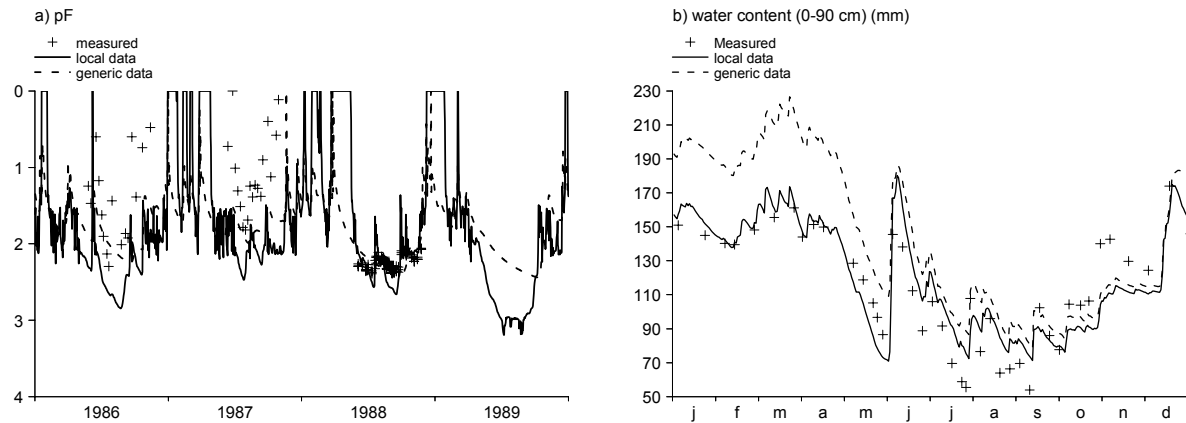 a) pF
measured
local data
generic data
0
1
2
3
4
1986
1987
1988
1989
b) water content (0-90 cm) (mm)
Measured
local data
generic data
230
210
190
170
150
130
110
90
70
50
j
f
m
a
m
j
j
a
s
o
n
d